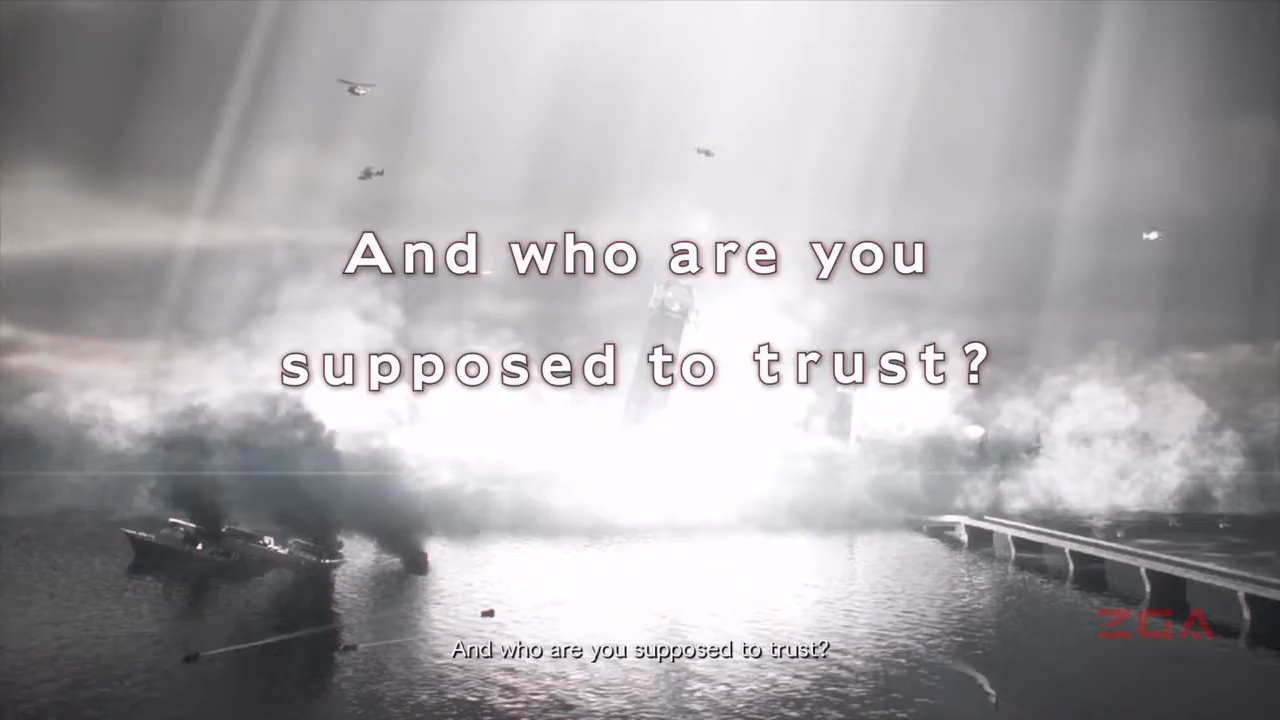 And who are you
supposed to trust?
ZGA
And who are you supposed to trust?